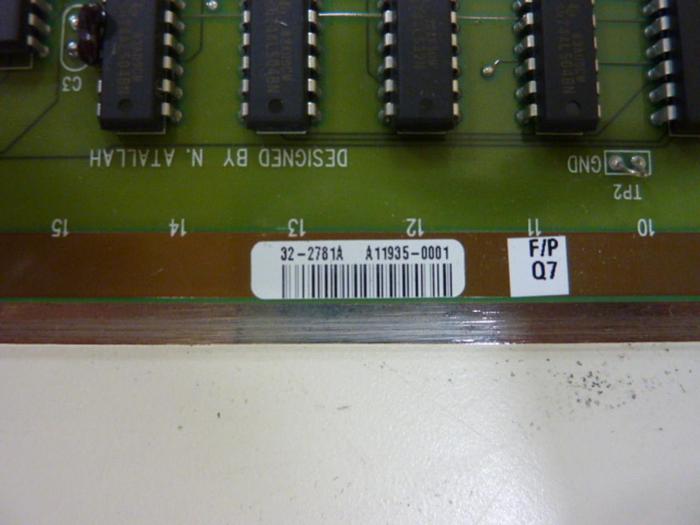 C3
DESIGNED BY N. ATALLAH
GND
TP2
15 14 13 12 11 10
32-2781A A11935-0001
F/P
Q7